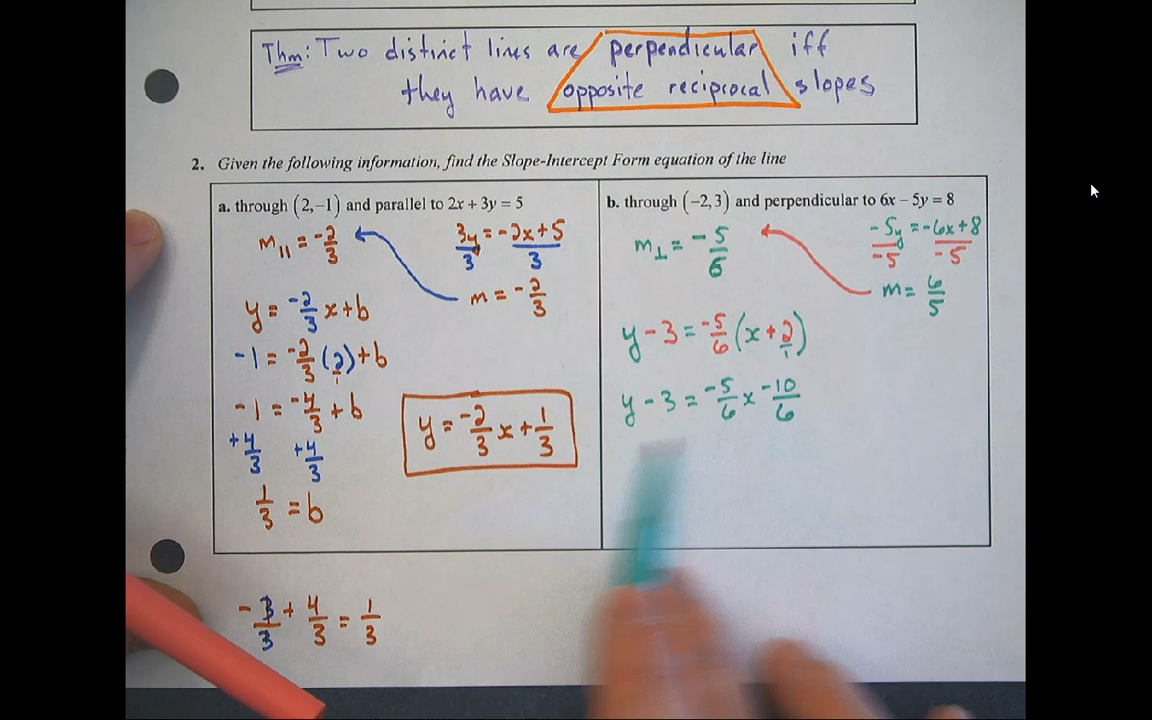 Thm: Two distinct lines are perpendicular iff
they have opposite reciprocal slopes
2. Given the following information, find the Slope-Intercept Form equation of the line
a. through (2,−1) and parallel to 2x + 3y = 5
m|| = -2/3
3y/3 = -2x+5/3
m = -2/3
y = -2/3 x + b
-1 = -2/3 (2/1) + b
-1 = -4/3 + b
+4/3 +4/3
1/3 = b
y = -2/3 x + 1/3
-3/3 + 4/3 = 1/3
b. through (−2,3) and perpendicular to 6x − 5y = 8
m⊥ = -5/6
-5y/-5 = -6x+8/-5
m = 6/5
y - 3 = -5/6 (x + 2/1)
y - 3 = -5/6 x -10/6